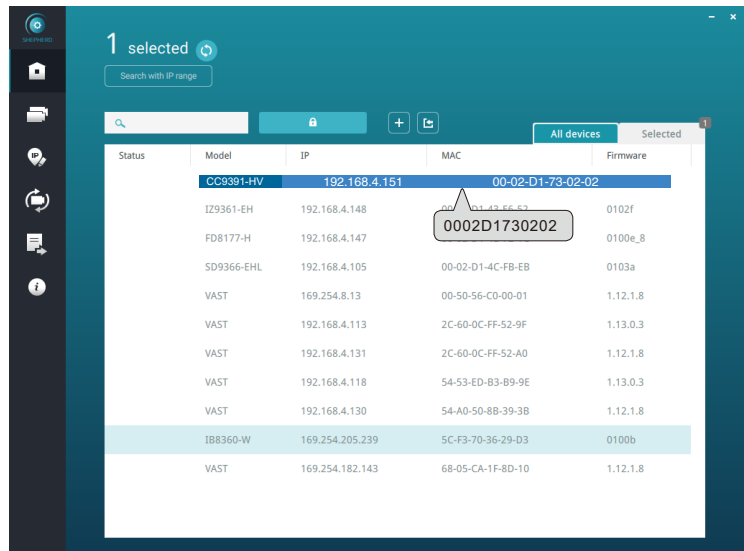 SHEPHERD
1 selected
Search with IP range
All devices
Selected
1
Status Model IP MAC Firmware
CC9391-HV 192.168.4.151 00-02-D1-73-02-02
IZ9361-EH 192.168.4.148 0102f
0002D1730202
FD8177-H 192.168.4.147 0100e_8
SD9366-EHL 192.168.4.105 00-02-D1-4C-FB-EB 0103a
VAST 169.254.8.13 00-50-56-C0-00-01 1.12.1.8
VAST 192.168.4.113 2C-60-0C-FF-52-9F 1.13.0.3
VAST 192.168.4.131 2C-60-0C-FF-52-A0 1.12.1.8
VAST 192.168.4.118 54-53-ED-B3-B9-9E 1.13.0.3
VAST 192.168.4.130 54-A0-50-8B-39-3B 1.12.1.8
IB8360-W 169.254.205.239 5C-F3-70-36-29-D3 0100b
VAST 169.254.182.143 68-05-CA-1F-8D-10 1.12.1.8
IP
i